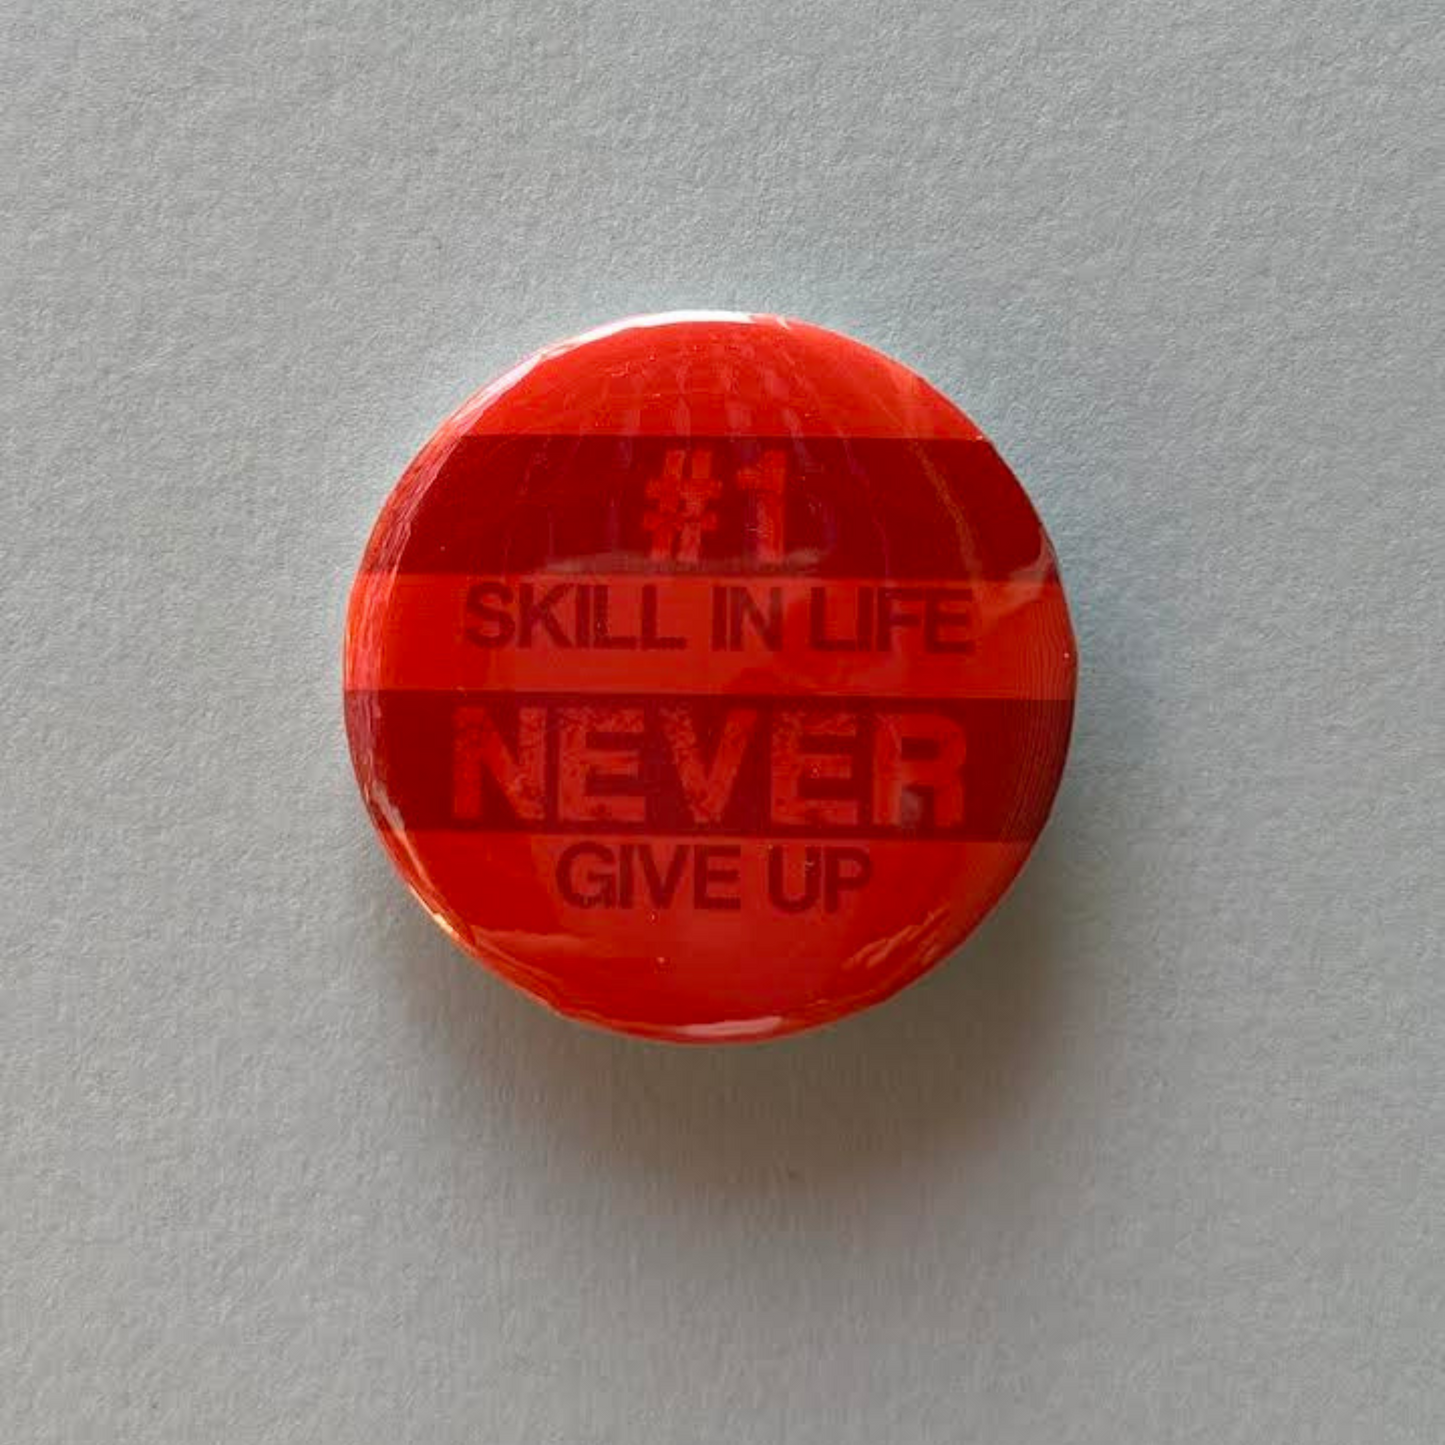 #1
SKILL IN LIFE
NEVER
GIVE UP